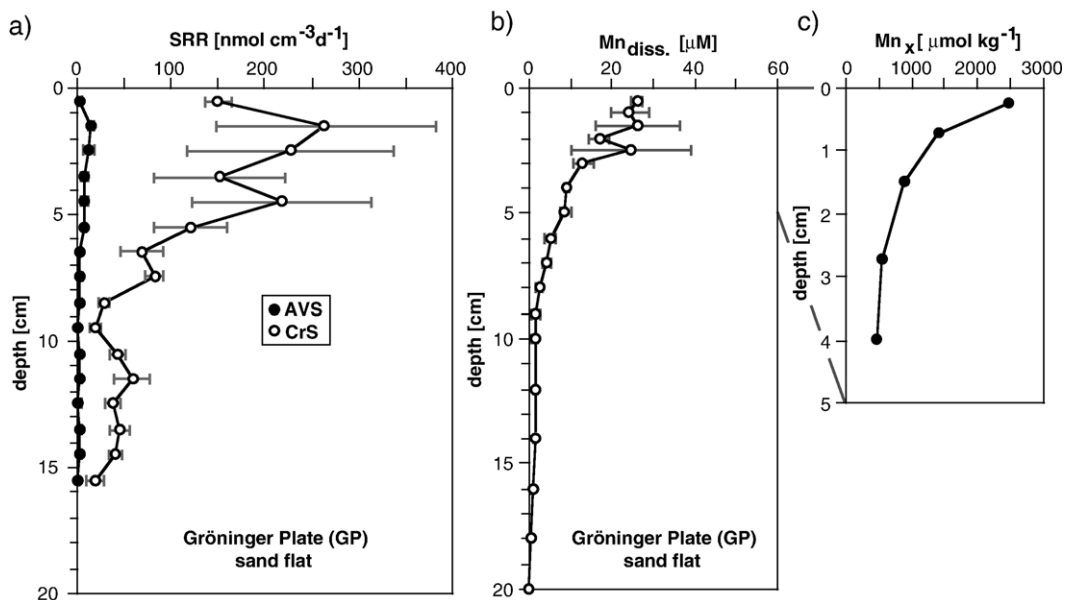 a)
SRR [nmol cm-3d-1]
0 100 200 300 400
0
5
10
15
20
depth [cm]
AVS
CrS
Gröninger Plate (GP)
sand flat
b)
Mndiss. [µM]
0 20 40 60
0
5
10
15
20
depth [cm]
Gröninger Plate (GP)
sand flat
c)
Mnx[ µmol kg-1]
0 1000 2000 3000
0
1
2
3
4
5
depth [cm]